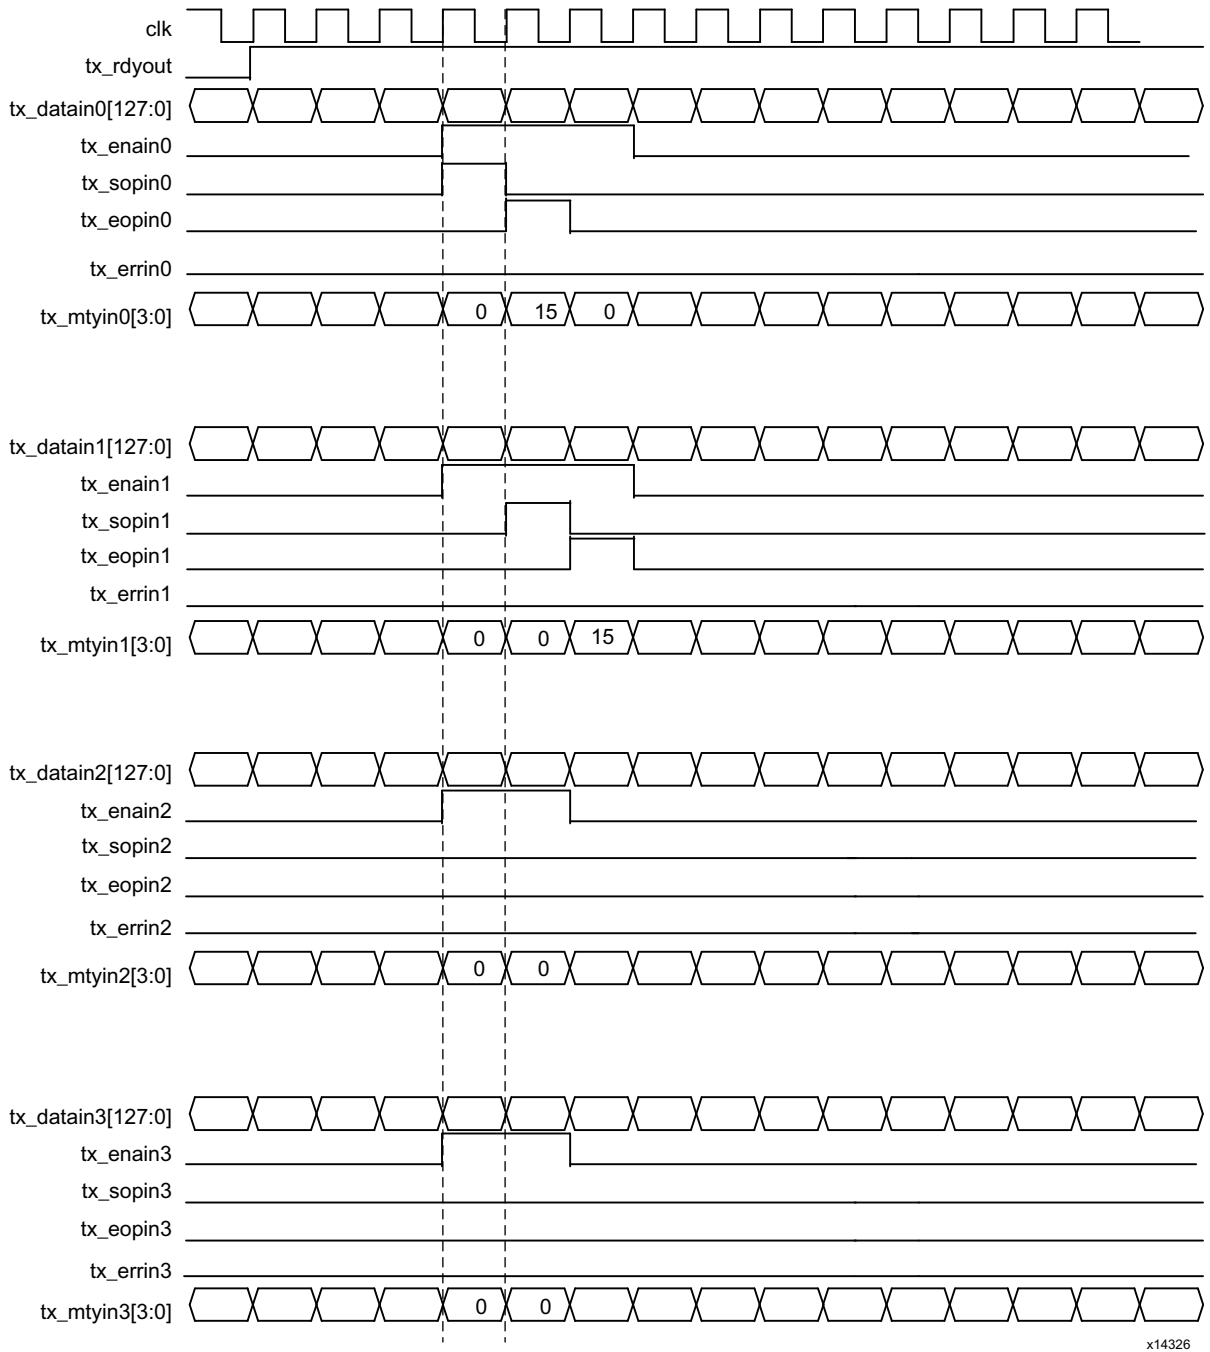 clk
tx_rdyout
tx_datain0[127:0]
tx_enain0
tx_sopin0
tx_eopin0
tx_errin0
tx_mtyin0[3:0] 0 15 0
tx_datain1[127:0]
tx_enain1
tx_sopin1
tx_eopin1
tx_errin1
tx_mtyin1[3:0] 0 0 15
tx_datain2[127:0]
tx_enain2
tx_sopin2
tx_eopin2
tx_errin2
tx_mtyin2[3:0] 0 0
tx_datain3[127:0]
tx_enain3
tx_sopin3
tx_eopin3
tx_errin3
tx_mtyin3[3:0] 0 0
x14326